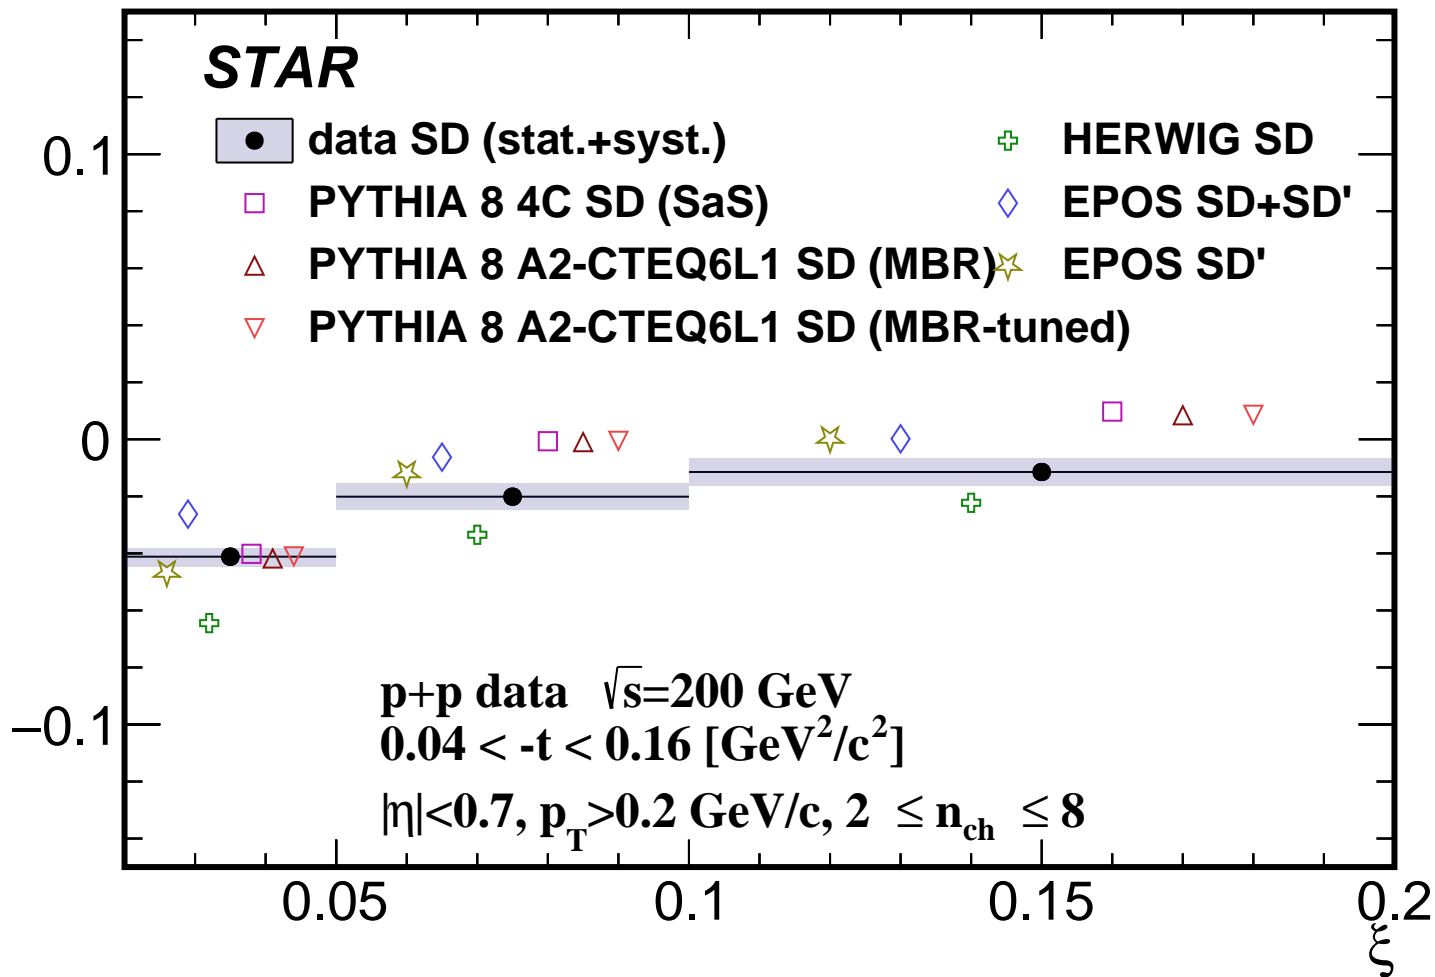 STAR
data SD (stat.+syst.)
PYTHIA 8 4C SD (SaS)
PYTHIA 8 A2-CTEQ6L1 SD (MBR)
PYTHIA 8 A2-CTEQ6L1 SD (MBR-tuned)
HERWIG SD
EPOS SD+SD'
EPOS SD'
0.1
0
−0.1
p+p data √s=200 GeV
0.04 < -t < 0.16 [GeV²/c²]
|η|<0.7, p_T>0.2 GeV/c, 2 ≤ n_ch ≤ 8
0.05 0.1 0.15 0.2
ξ